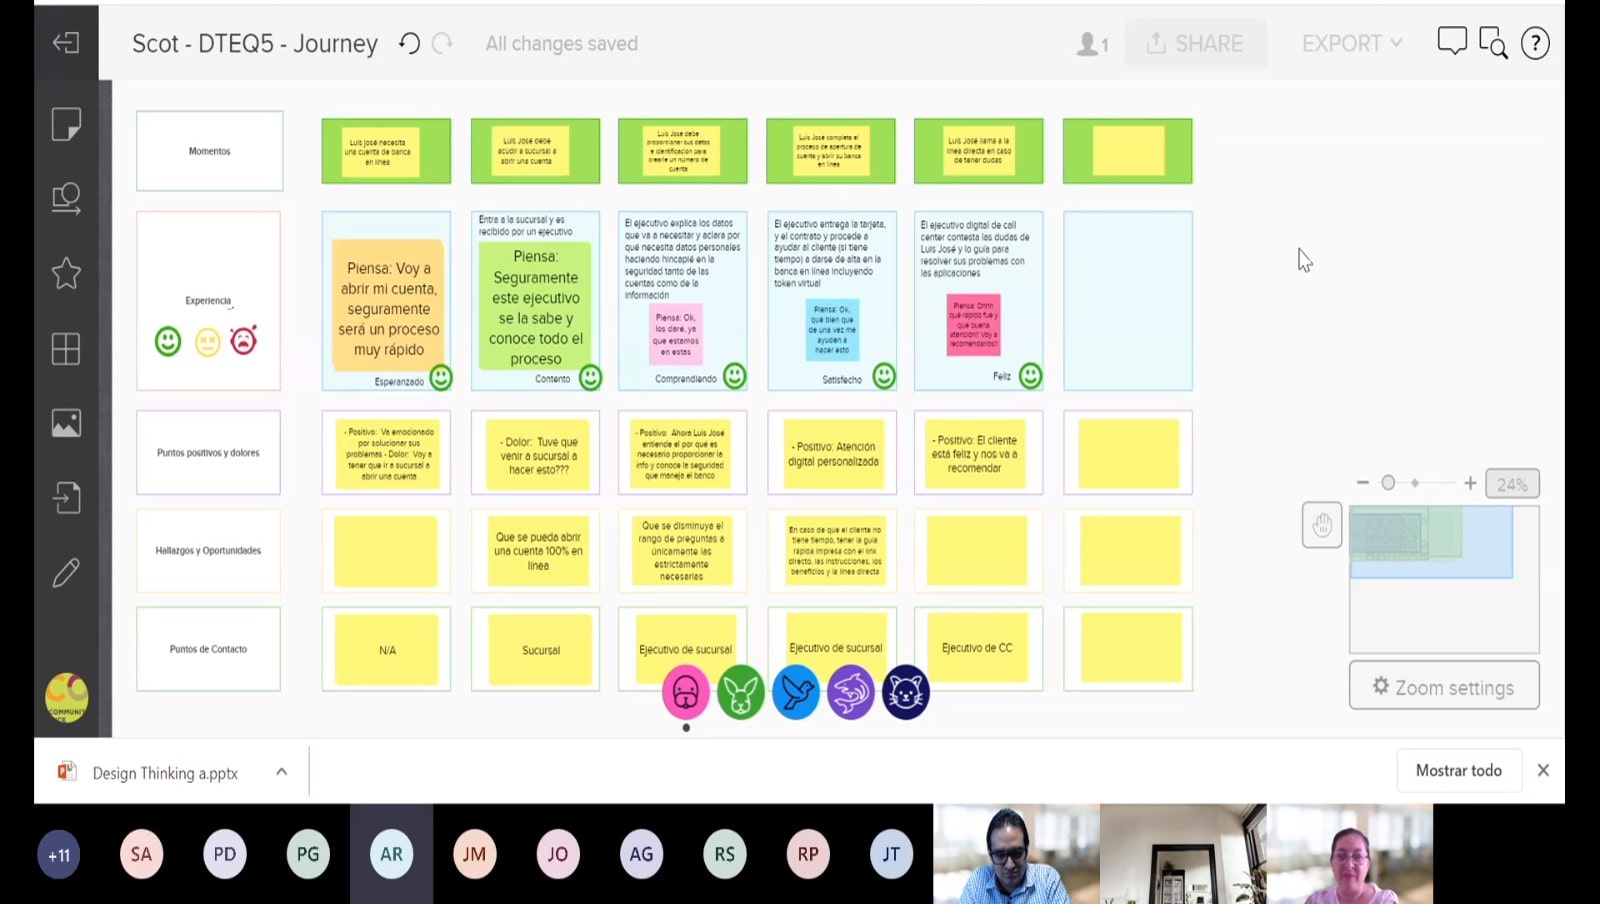 Scot - DTEQ5 - Journey
All changes saved
1
SHARE
EXPORT
?
Momentos
Luis josé necesita
una cuenta de banca
en línea
Luis José debe
acudir a sucursal a
abrir una cuenta
Luis José debe
proporcionar sus datos
e identificación para
crearle un número de
cuenta
Luis José completa el
proceso de apertura de
cuenta y abrir su banca
en línea
Luis José llama a la
línea directa en caso
de tener dudas
Experiencia
Piensa: Voy a
abrir mi cuenta,
seguramente
será un proceso
muy rápido
Esperanzado
Entra a la sucursal y es
recibido por un ejecutivo
Piensa:
Seguramente
este ejecutivo
se la sabe y
conoce todo el
proceso
Contento
El ejecutivo explica los datos
que va a necesitar y aclara por
qué necesita datos personales
haciendo hincapié en la
seguridad tanto de las
cuentas como de la
información
Piensa: Ok,
los daré, ya
que estamos
en estas
Comprendiendo
El ejecutivo entrega la tarjeta,
y el contrato y procede a
ayudar al cliente (si tiene
tiempo) a darse de alta en la
banca en línea incluyendo
token virtual
Piensa: Ok,
qué bien que
de una vez me
ayuden a
hacer esto
Satisfecho
El ejecutivo digital de call
center contesta las dudas de
Luis José y lo guía para
resolver sus problemas con
las aplicaciones
Piensa: Ohhh
qué rápido fue y
qué buena
atención!! Voy a
recomendarlos!!
Feliz
Puntos positivos y dolores
- Positivo: Va emocionado
por solucionar sus
problemas - Dolor: Voy a
tener que ir a sucursal a
abrir una cuenta
- Dolor: Tuve que
venir a sucursal a
hacer esto???
- Positivo: Ahora Luis José
entiende el por qué es
necesario proporcionar la
info y conoce la seguridad
que maneja el banco
- Positivo: Atención
digital personalizada
- Positivo: El cliente
está feliz y nos va a
recomendar
Hallazgos y Oportunidades
Que se pueda abrir
una cuenta 100% en
línea
Que se disminuya el
rango de preguntas a
únicamente las
estrictamente
necesarias
En caso de que el cliente no
tiene tiempo, tener la guía
rápida impresa con el link
directo, las instrucciones, los
beneficios y la línea directa
Puntos de Contacto
N/A
Sucursal
Ejecutivo de sucursal
Ejecutivo de sucursal
Ejecutivo de CC
24%
Zoom settings
Design Thinking a.pptx
Mostrar todo
+11
SA
PD
PG
AR
JM
JO
AG
RS
RP
JT